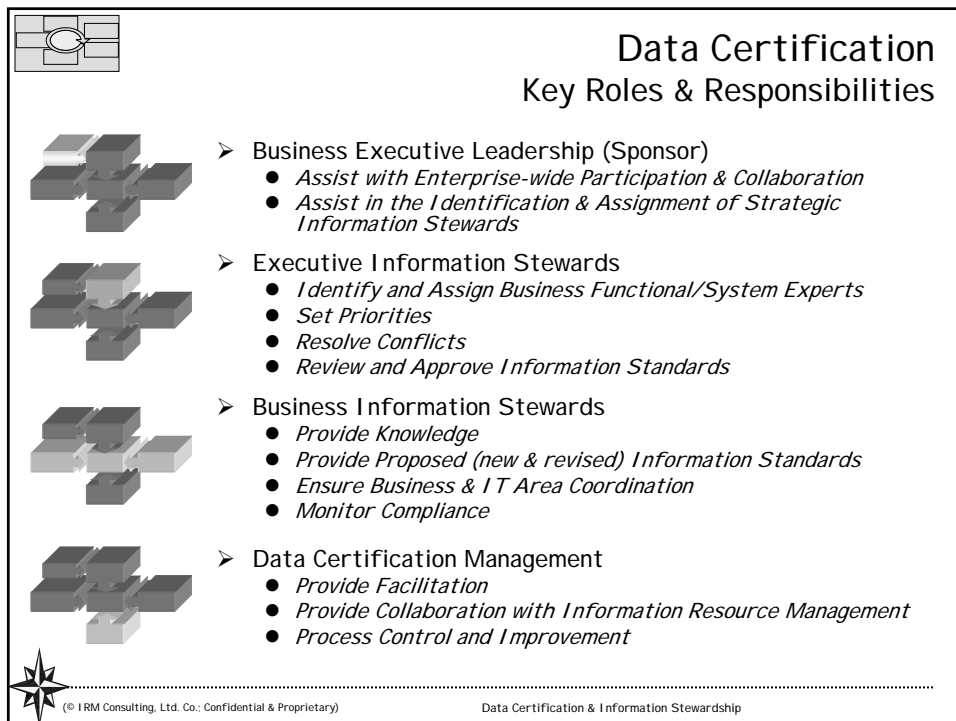 Data Certification
Key Roles & Responsibilities
➢ Business Executive Leadership (Sponsor)
● Assist with Enterprise-wide Participation & Collaboration
● Assist in the Identification & Assignment of Strategic
Information Stewards
➢ Executive Information Stewards
● Identify and Assign Business Functional/System Experts
● Set Priorities
● Resolve Conflicts
● Review and Approve Information Standards
➢ Business Information Stewards
● Provide Knowledge
● Provide Proposed (new & revised) Information Standards
● Ensure Business & IT Area Coordination
● Monitor Compliance
➢ Data Certification Management
● Provide Facilitation
● Provide Collaboration with Information Resource Management
● Process Control and Improvement
(© IRM Consulting, Ltd. Co.; Confidential & Proprietary) Data Certification & Information Stewardship